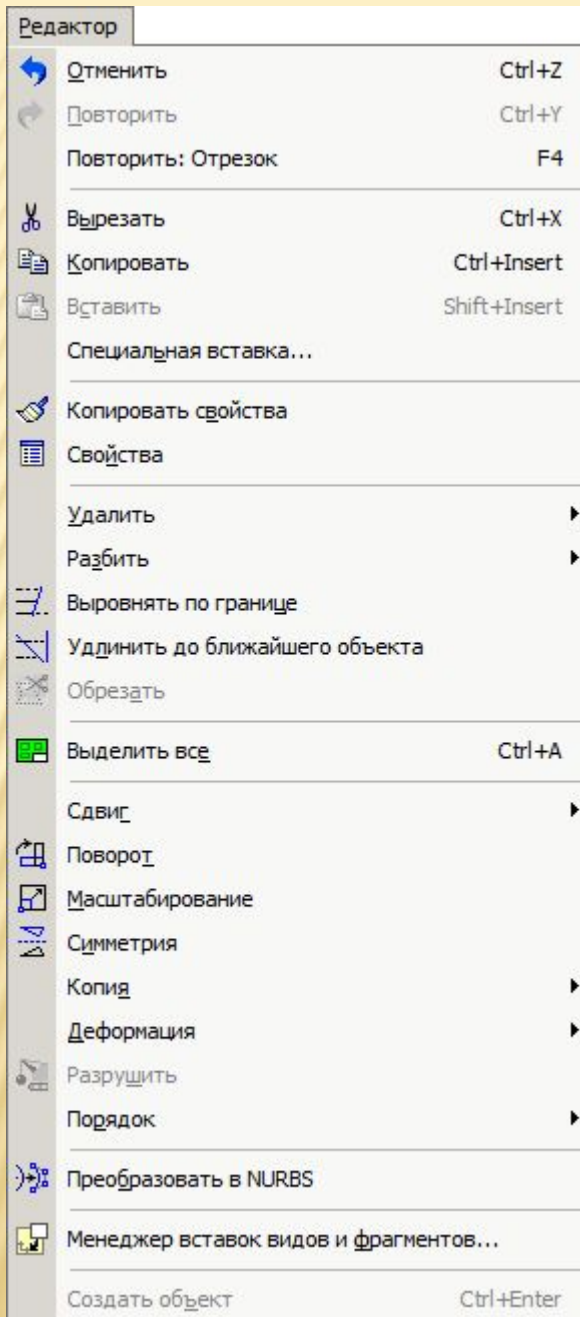 Редактор
Отменить Ctrl+Z
Повторить Ctrl+Y
Повторить: Отрезок F4
Вырезать Ctrl+X
Копировать Ctrl+Insert
Вставить Shift+Insert
Специальная вставка...
Копировать свойства
Свойства
Удалить
Разбить
Выровнять по границе
Удлинить до ближайшего объекта
Обрезать
Выделить все Ctrl+A
Сдвиг
Поворот
Масштабирование
Симметрия
Копия
Деформация
Разрушить
Порядок
Преобразовать в NURBS
Менеджер вставок видов и фрагментов...
Создать объект Ctrl+Enter